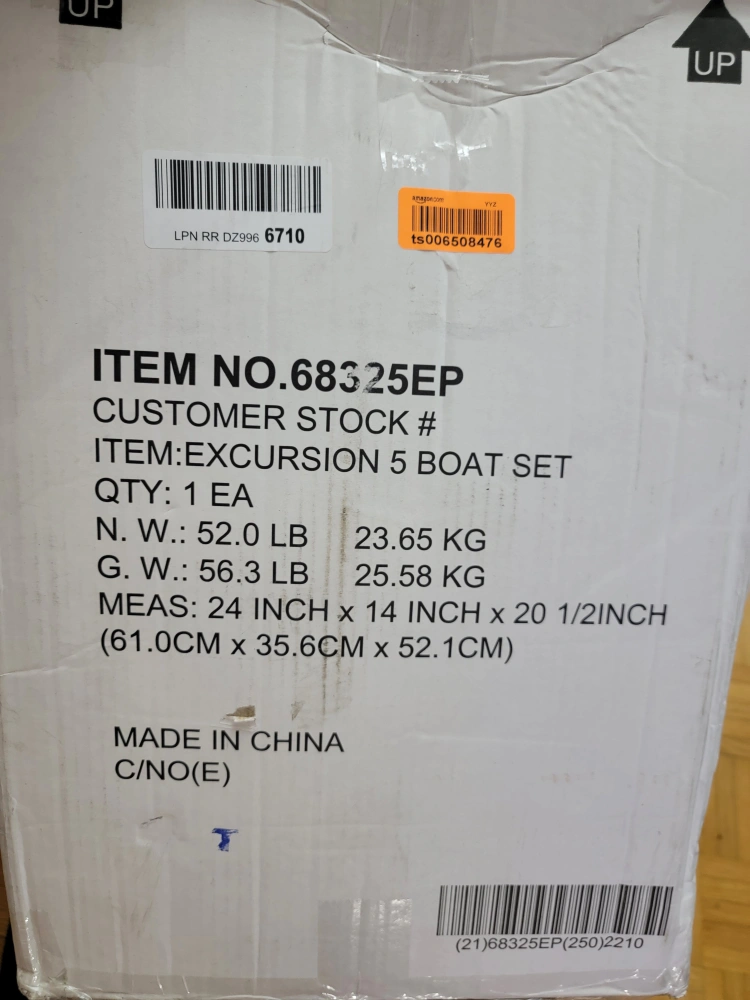 UP
UP
LPN RR DZ996 6710
amazon.com YYZ
ts006508476
ITEM NO.68325EP
CUSTOMER STOCK #
ITEM:EXCURSION 5 BOAT SET
QTY: 1 EA
N. W.: 52.0 LB 23.65 KG
G. W.: 56.3 LB 25.58 KG
MEAS: 24 INCH x 14 INCH x 20 1/2INCH
(61.0CM x 35.6CM x 52.1CM)
MADE IN CHINA
C/NO(E)
T
(21)68325EP(250)2210